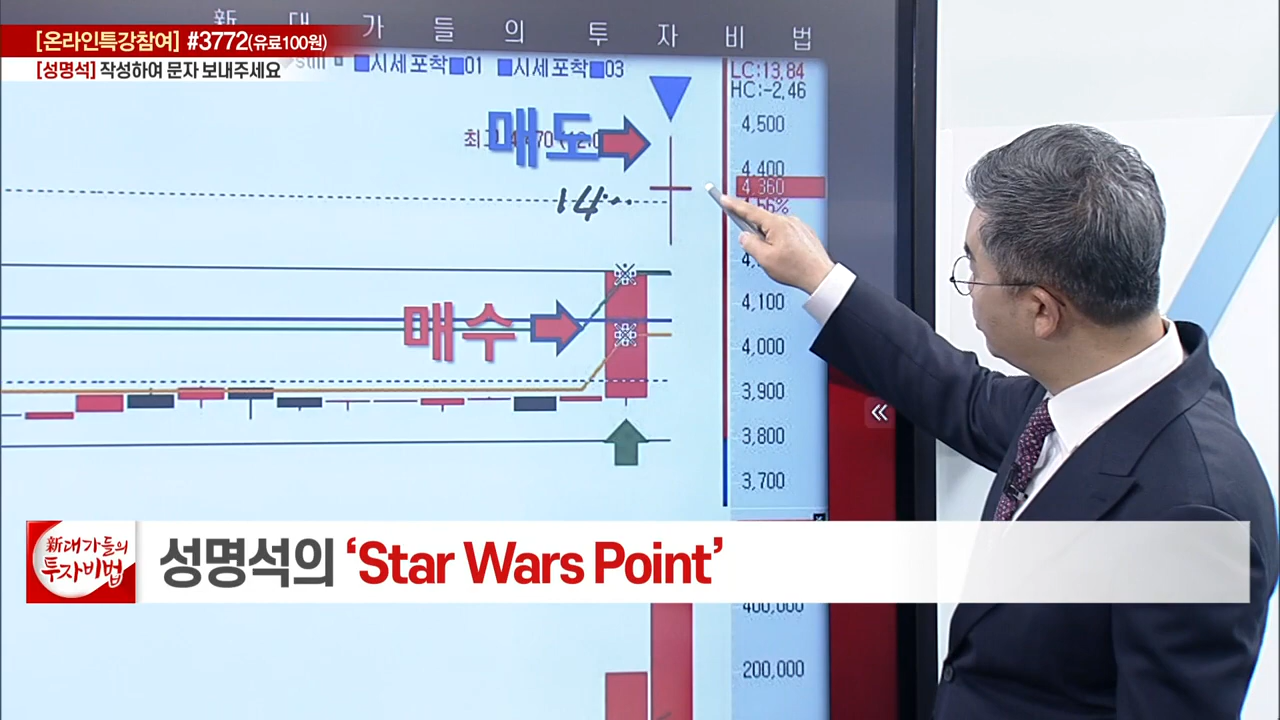 新 대 가 들 의 투 자 비 법
[온라인특강참여] #3772(유료100원)
[성명석] 작성하여 문자 보내주세요
시세포착 01 시세포착 03
LC:13,84
HC:-2,46
4,500
매도
4,400
4,360
14
4,100
매수
4,000
3,900
3,800
3,700
新대가들의
투자비법
성명석의 ‘Star Wars Point’
400,000
200,000